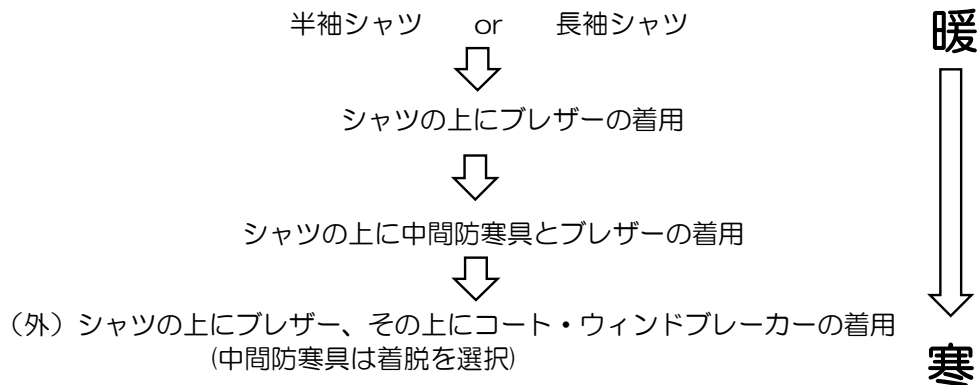 半袖シャツ or 長袖シャツ
暖
シャツの上にブレザーの着用
シャツの上に中間防寒具とブレザーの着用
（外）シャツの上にブレザー、その上にコート・ウィンドブレーカーの着用
(中間防寒具は着脱を選択)
寒